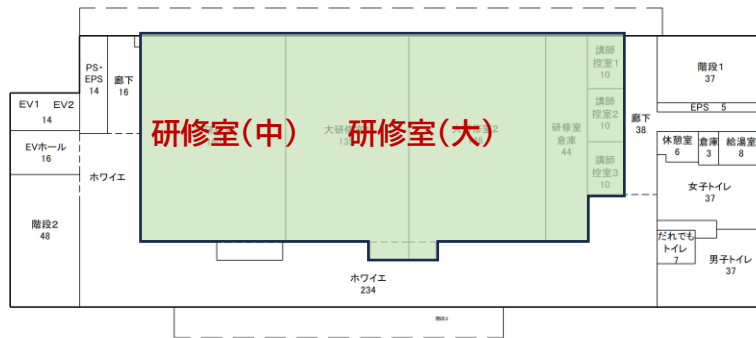 PS・
EPS
14
廊下
16
EV1 EV2
14
EVホール
16
階段2
48
ホワイエ
研修室(中)
研修室(大)
研修室
倉庫
44
講師
控室1
10
講師
控室2
10
講師
控室3
10
廊下
38
階段1
37
EPS 5
休憩室
6
倉庫
3
給湯室
8
女子トイレ
37
だれでも
トイレ
7
男子トイレ
37
ホワイエ
234